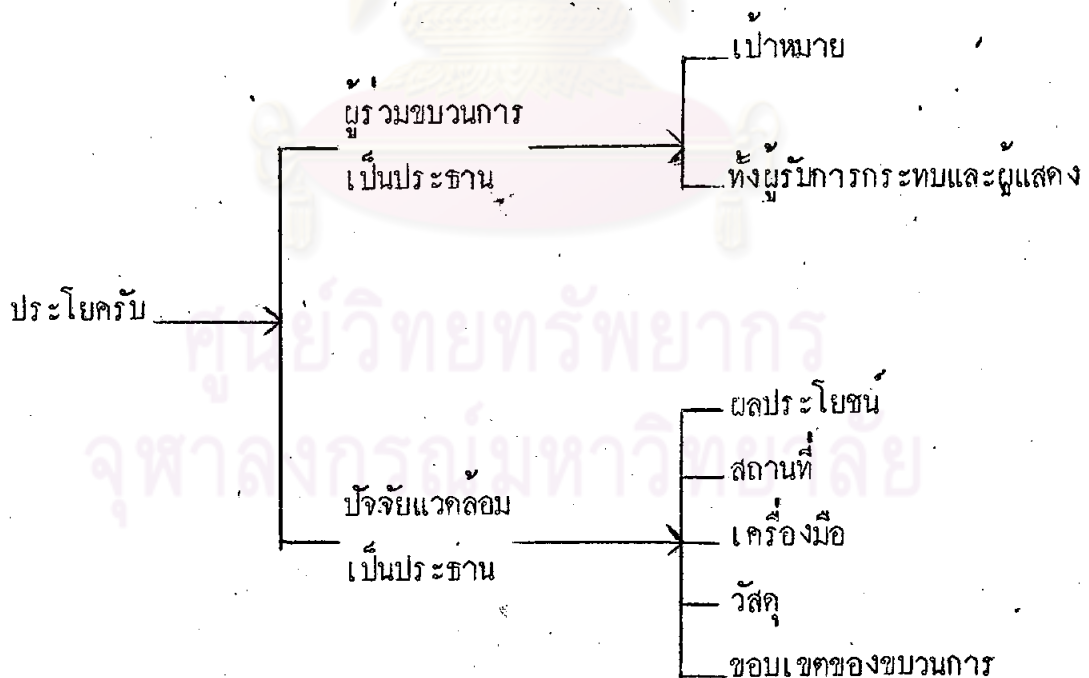 เป้าหมาย
ผู้ร่วมขบวนการ
เป็นประธาน
ทั้งผู้รับการกระทบและผู้แสดง
ประโยครับ
ศูนย์วิทยทรัพยากร
จุฬาลงกรณ์มหาวิทยาลัย
ผลประโยชน์
สถานที่
ปัจจัยแวดล้อม
เป็นประธาน
เครื่องมือ
วัสดุ
ขอบเขตของขบวนการ